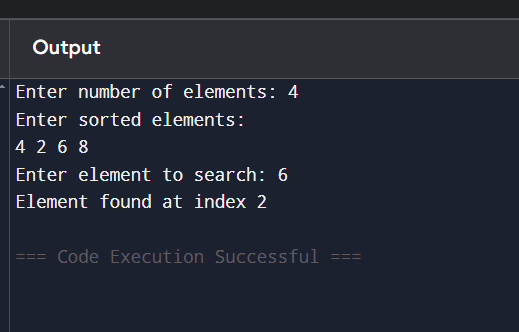 Output
Enter number of elements: 4
Enter sorted elements:
4 2 6 8
Enter element to search: 6
Element found at index 2
=== Code Execution Successful ===